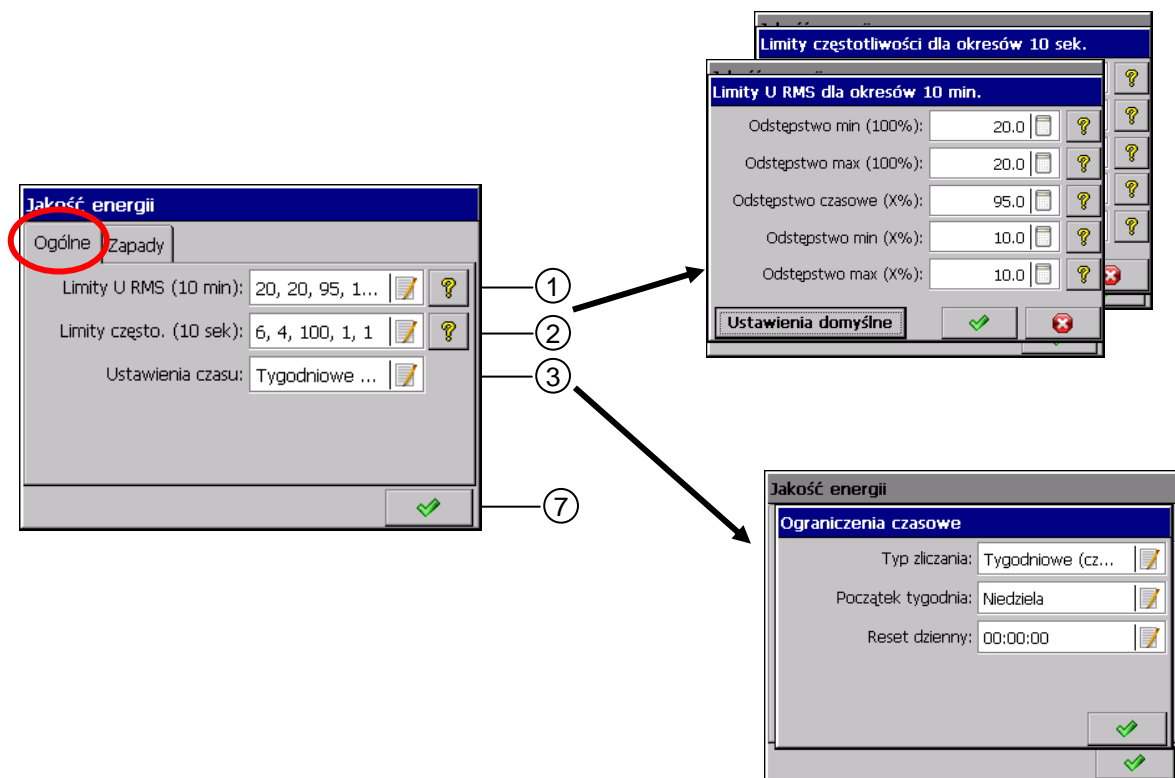 Jakość energii
Ogólne
Zapady
Limity U RMS (10 min):
20, 20, 95, 1...
Limity często. (10 sek):
6, 4, 100, 1, 1
Ustawienia czasu:
Tygodniowe ...
1
2
3
7
Limity częstotliwości dla okresów 10 sek.
Limity U RMS dla okresów 10 min.
Odstępstwo min (100%):
20.0
Odstępstwo max (100%):
20.0
Odstępstwo czasowe (X%):
95.0
Odstępstwo min (X%):
10.0
Odstępstwo max (X%):
10.0
Ustawienia domyślne
Jakość energii
Ograniczenia czasowe
Typ zliczania:
Tygodniowe (cz...
Początek tygodnia:
Niedziela
Reset dzienny:
00:00:00